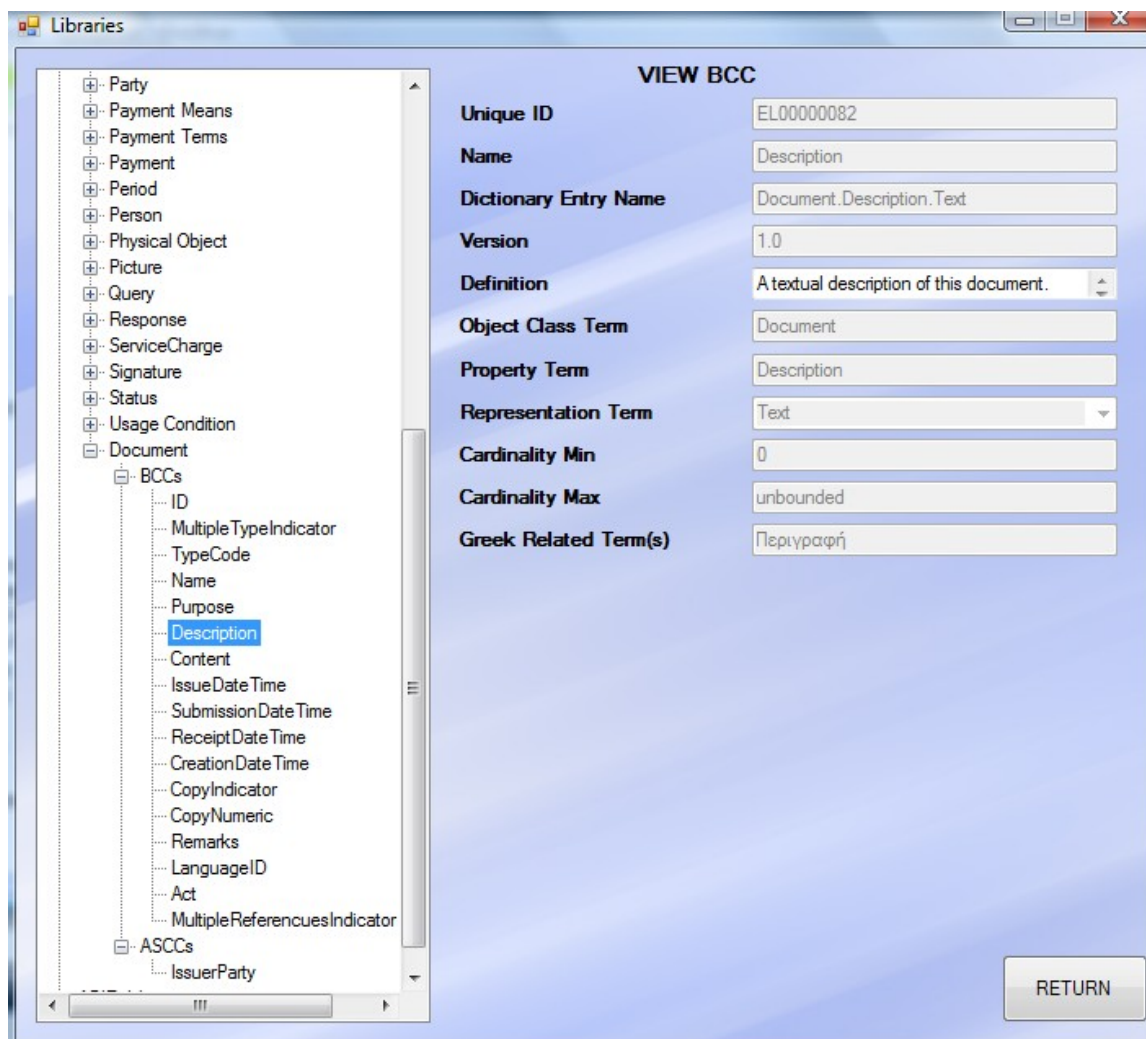 Libraries
Party
Payment Means
Payment Terms
Payment
Period
Person
Physical Object
Picture
Query
Response
ServiceCharge
Signature
Status
Usage Condition
Document
BCCs
ID
MultipleTypeIndicator
TypeCode
Name
Purpose
Description
Content
IssueDateTime
SubmissionDateTime
ReceiptDateTime
CreationDateTime
CopyIndicator
CopyNumeric
Remarks
LanguageID
Act
MultipleReferencuesIndicator
ASCCs
IssuerParty
VIEW BCC
Unique ID EL00000082
Name Description
Dictionary Entry Name Document.Description.Text
Version 1.0
Definition A textual description of this document.
Object Class Term Document
Property Term Description
Representation Term Text
Cardinality Min 0
Cardinality Max unbounded
Greek Related Term(s) Περιγραφή
RETURN